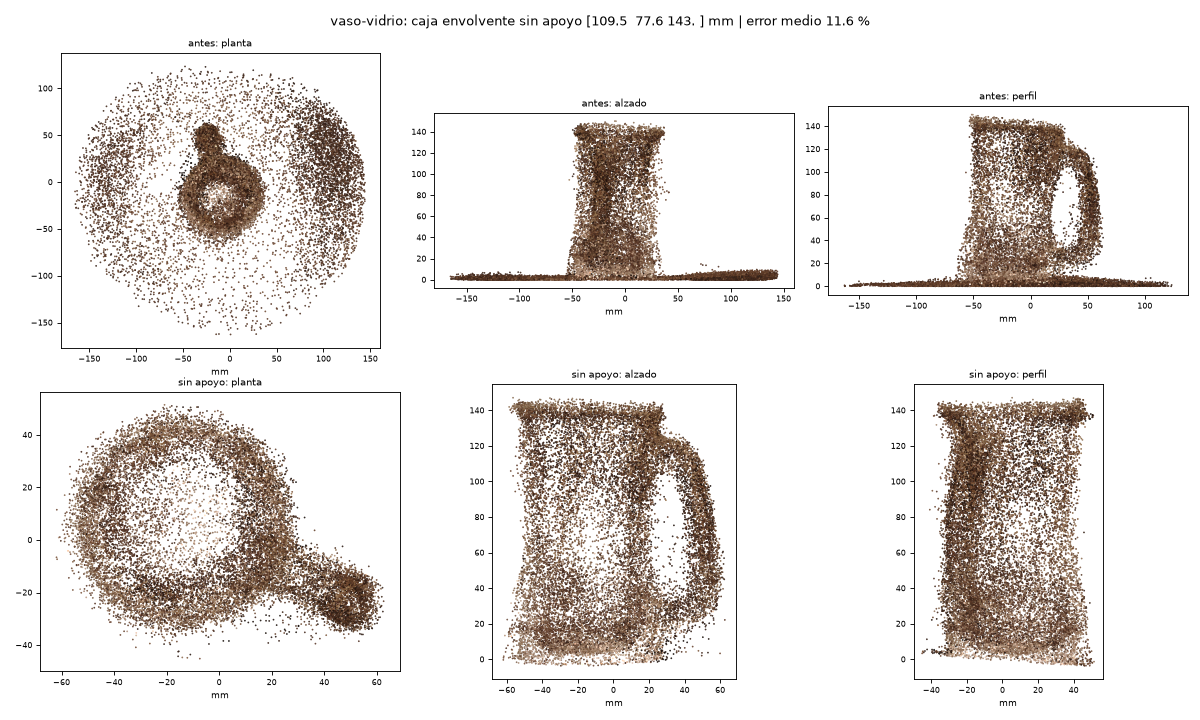 vaso-vidrio: caja envolvente sin apoyo [109.5  77.6 143. ] mm | error medio 11.6 %
antes: planta
100
50
0
−50
−100
−150
−150 −100 −50 0 50 100 150
mm
antes: alzado
140
120
100
80
60
40
20
0
−150 −100 −50 0 50 100 150
mm
antes: perfil
140
120
100
80
60
40
20
0
−150 −100 −50 0 50 100
mm
sin apoyo: planta
40
20
0
−20
−40
−60 −40 −20 0 20 40 60
mm
sin apoyo: alzado
140
120
100
80
60
40
20
0
−60 −40 −20 0 20 40 60
mm
sin apoyo: perfil
140
120
100
80
60
40
20
0
−40 −20 0 20 40
mm